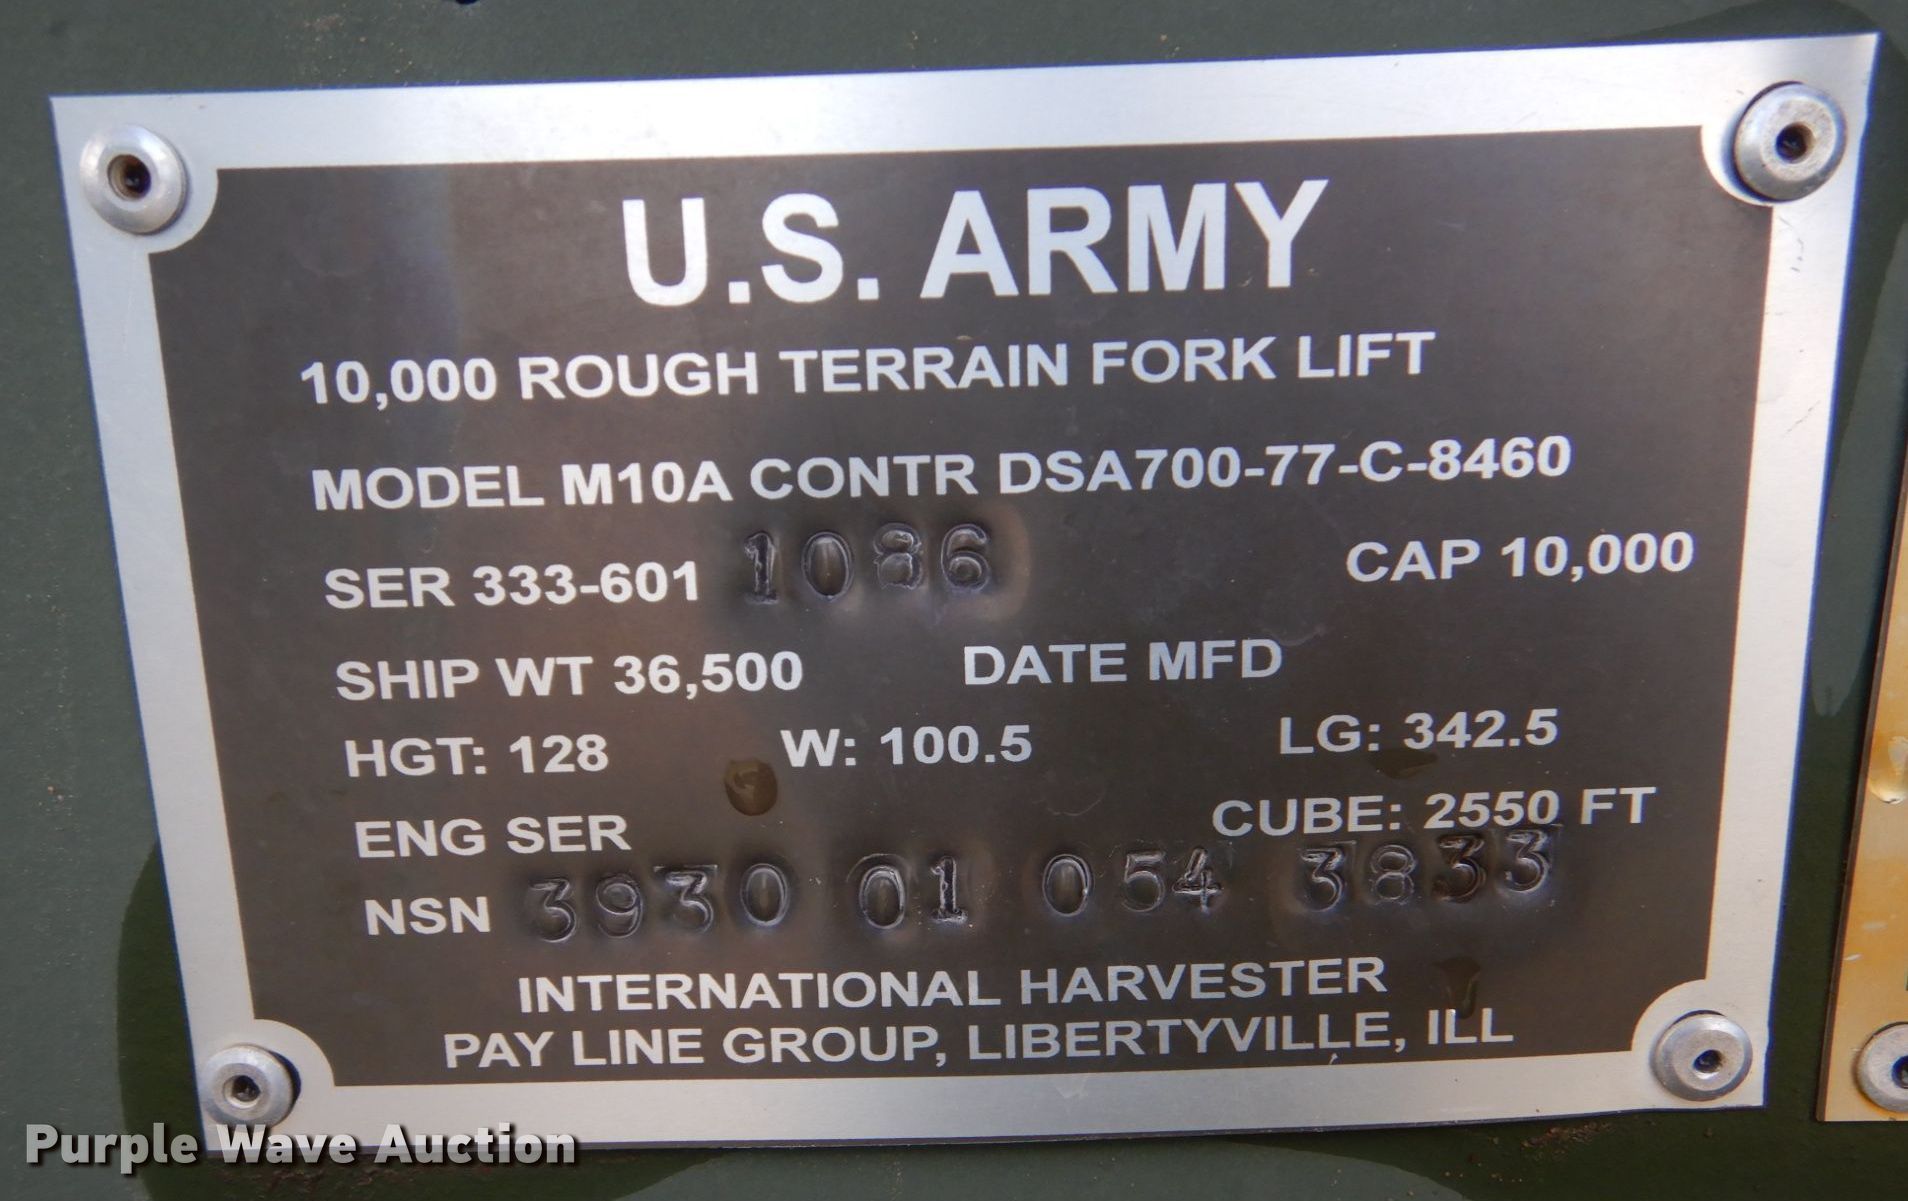 U.S. ARMY
10,000 ROUGH TERRAIN FORK LIFT
MODEL M10A CONTR DSA700-77-C-8460
SER 333-601 1086 CAP 10,000
SHIP WT 36,500 DATE MFD
HGT: 128 W: 100.5 LG: 342.5
ENG SER CUBE: 2550 FT
NSN 3930 01 054 3833
INTERNATIONAL HARVESTER
PAY LINE GROUP, LIBERTYVILLE, ILL
Purple Wave Auction